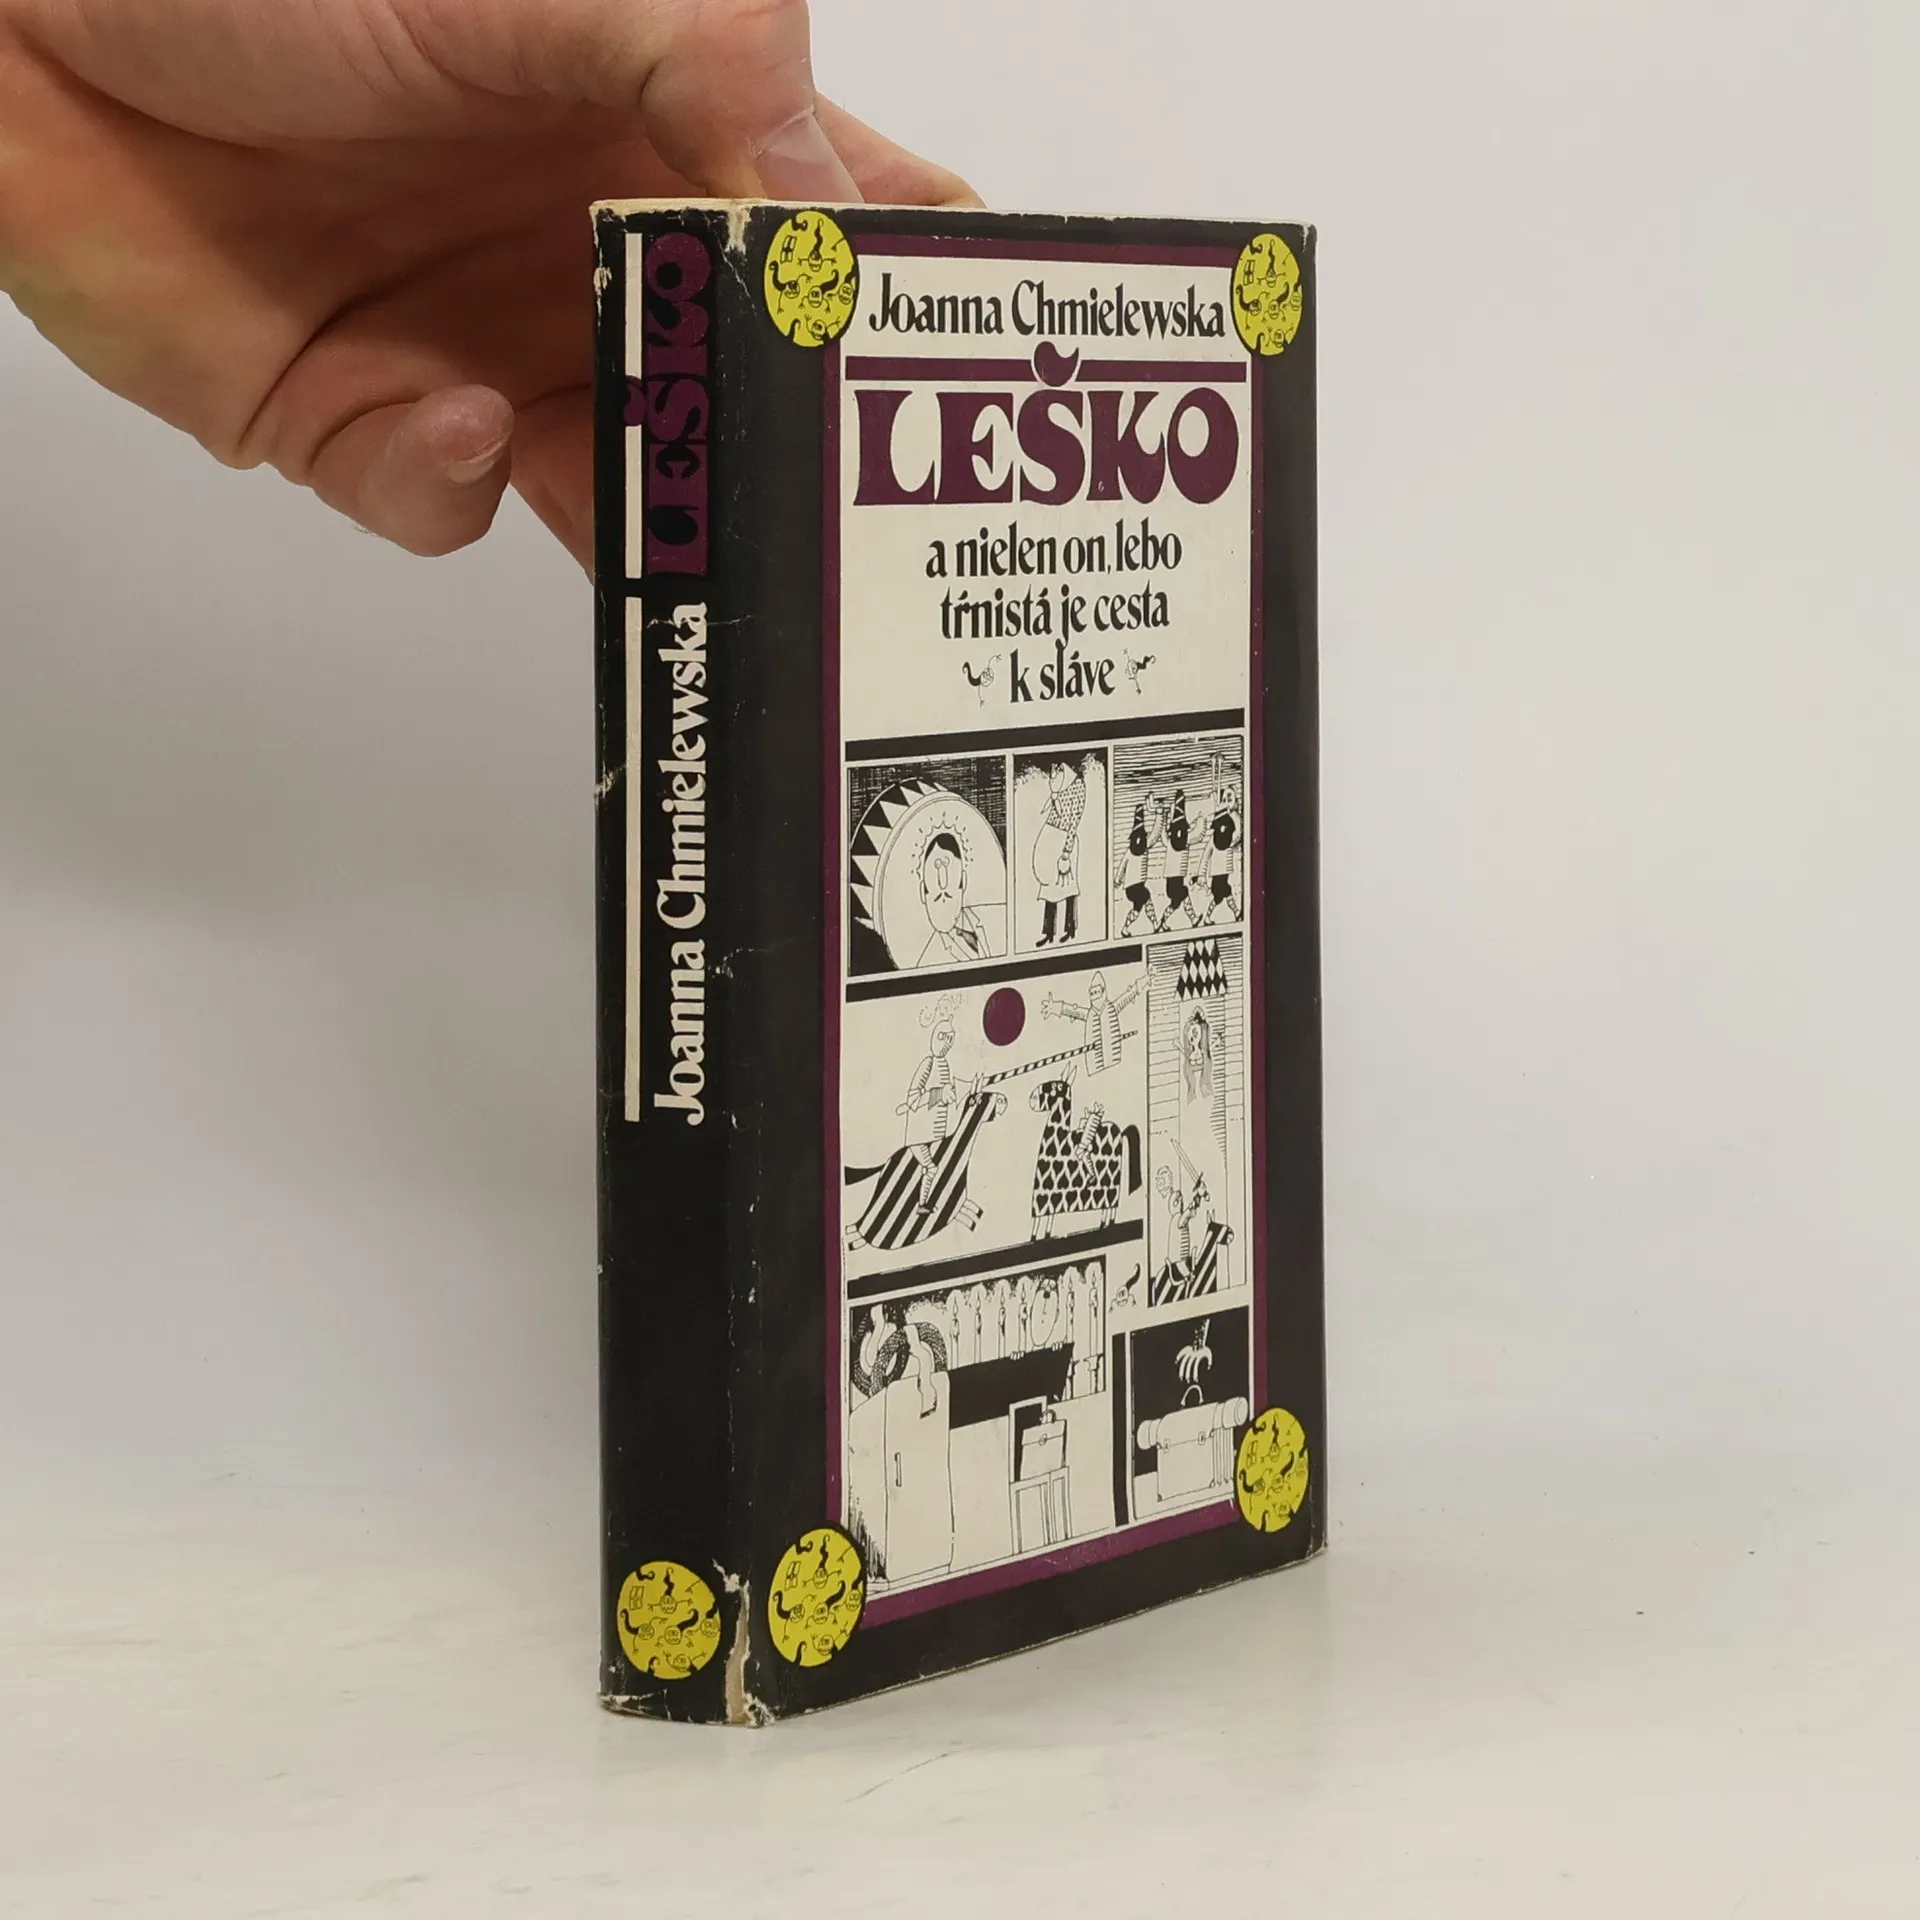 LEŠKO
Joanna Chmielewska
Joanna Chmielewska
LEŠKO
a nielen on, lebo
tŕnistá je cesta
k sláve